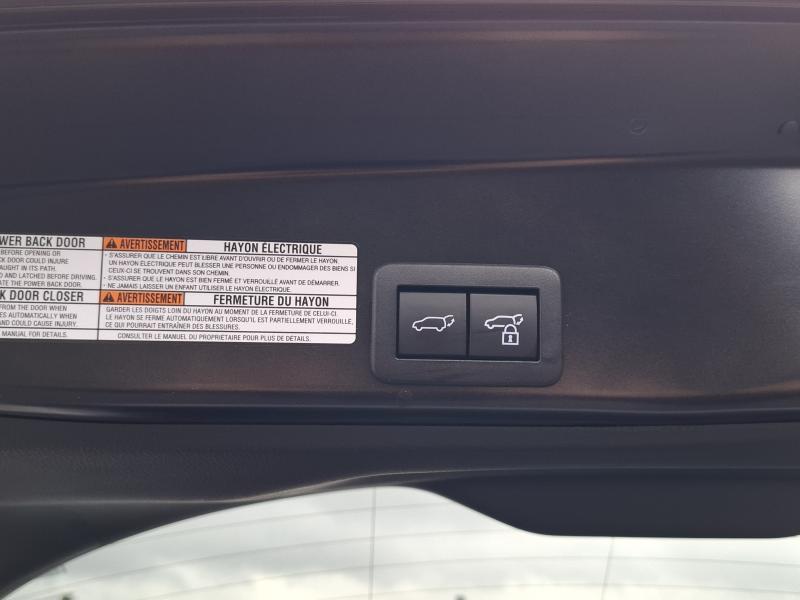 WER BACK DOOR
BEFORE OPENING OR
CK DOOR COULD INJURE
AUGHT IN ITS PATH.
D AND LATCHED BEFORE DRIVING.
ATE THE POWER BACK DOOR.
K DOOR CLOSER
FROM THE DOOR WHEN
ES AUTOMATICALLY WHEN
AND COULD CAUSE INJURY.
MANUAL FOR DETAILS.
AVERTISSEMENT HAYON ÉLECTRIQUE
- S'ASSURER QUE LE CHEMIN EST LIBRE AVANT D'OUVRIR OU DE FERMER LE HAYON.
UN HAYON ÉLECTRIQUE PEUT BLESSER UNE PERSONNE OU ENDOMMAGER DES BIENS SI
CEUX-CI SE TROUVENT DANS SON CHEMIN.
- S'ASSURER QUE LE HAYON EST BIEN FERMÉ ET VERROUILLÉ AVANT DE DÉMARRER.
- NE JAMAIS LAISSER UN ENFANT UTILISER LE HAYON ÉLECTRIQUE.
AVERTISSEMENT FERMETURE DU HAYON
GARDER LES DOIGTS LOIN DU HAYON AU MOMENT DE LA FERMETURE DE CELUI-CI.
LE HAYON SE FERME AUTOMATIQUEMENT LORSQU'IL EST PARTIELLEMENT VERROUILLÉ,
CE QUI POURRAIT ENTRAÎNER DES BLESSURES.
CONSULTER LE MANUEL DU PROPRIÉTAIRE POUR PLUS DE DÉTAILS.